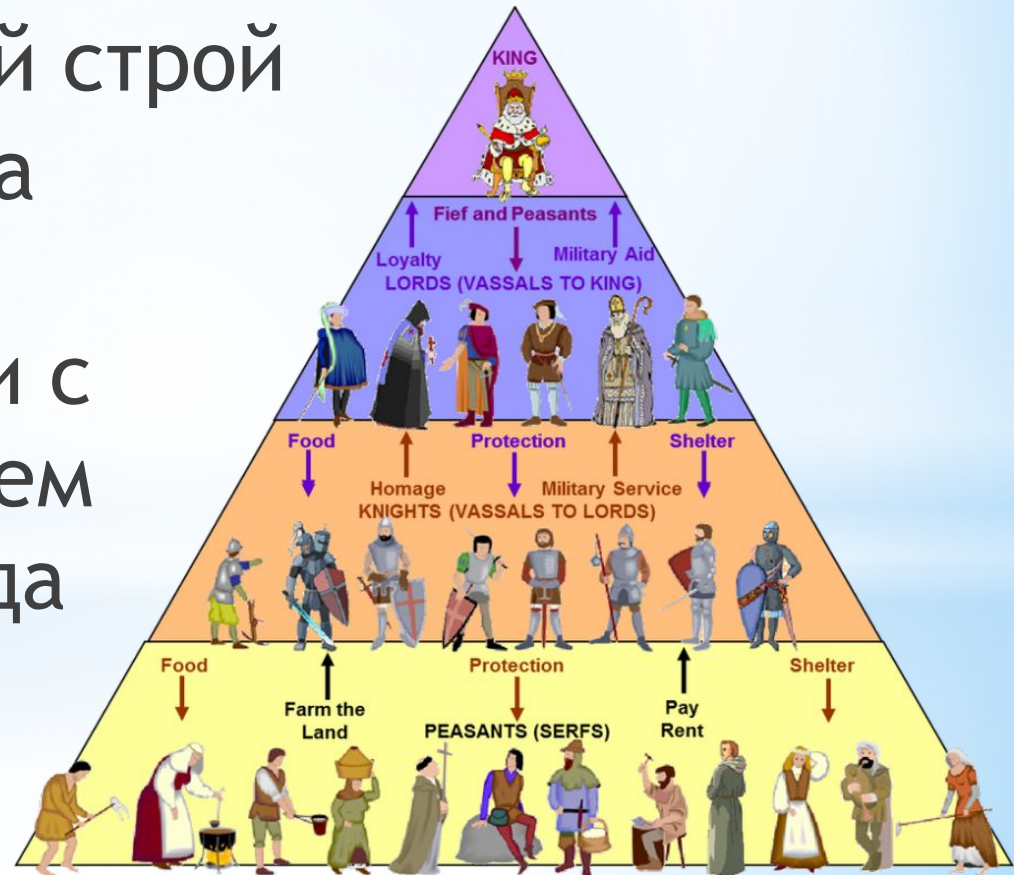 й строй
а
и с
ем
да
KING
Fief and Peasants
Loyalty
Military Aid
LORDS (VASSALS TO KING)
Food
Protection
Shelter
Homage
Military Service
KNIGHTS (VASSALS TO LORDS)
Food
Protection
Shelter
Farm the
Land
Pay
Rent
PEASANTS (SERFS)